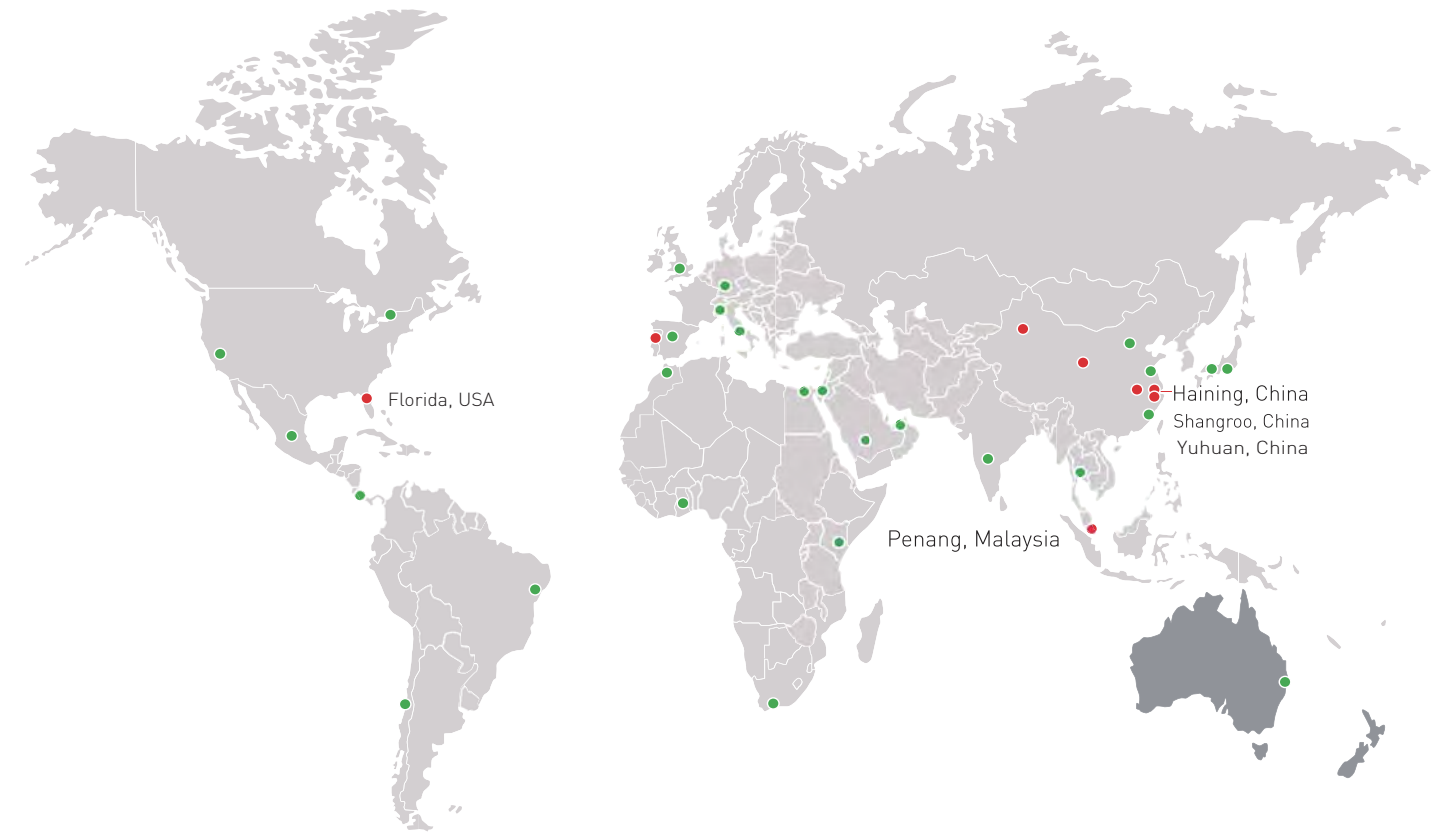 Florida, USA
Haining, China
Shangroo, China
Yuhuan, China
Penang, Malaysia